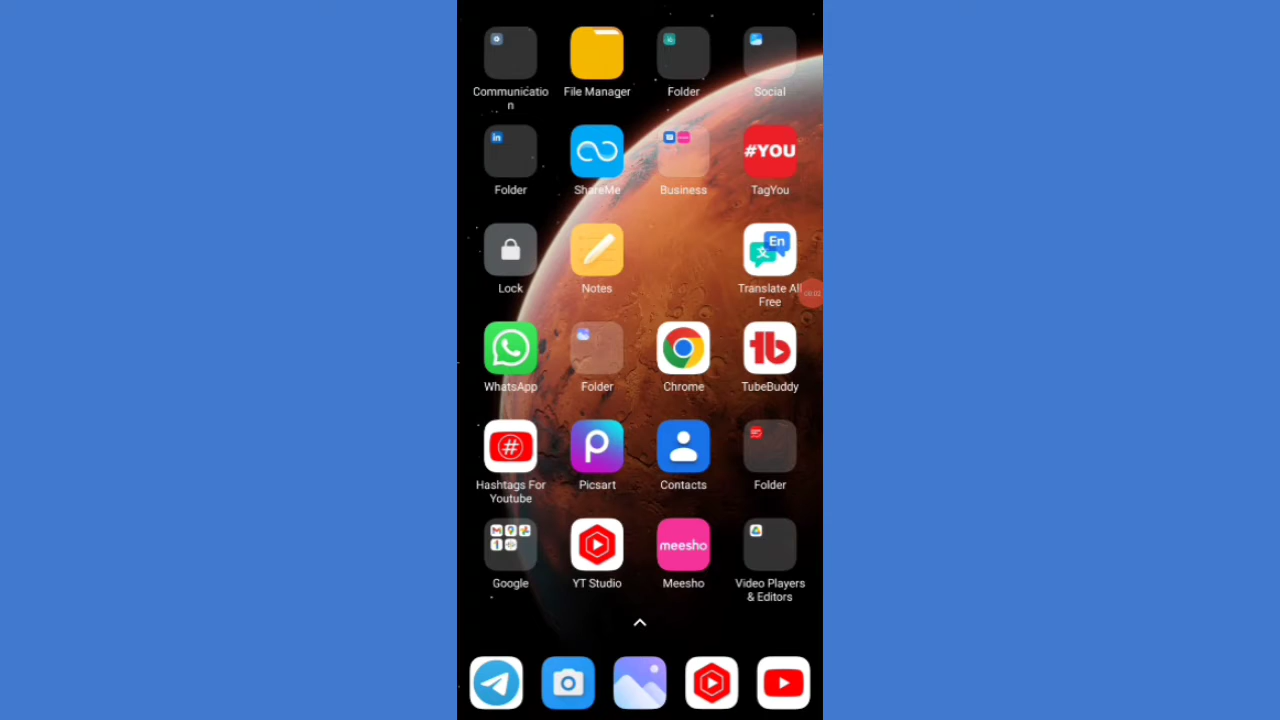 Communicatio
n
File Manager
Folder
Social
Folder
ShareMe
Business
#YOU
TagYou
Lock
Notes
En
文
Translate All
Free
WhatsApp
Folder
Chrome
TubeBuddy
#
Hashtags For
Youtube
Picsart
Contacts
Folder
Google
YT Studio
meesho
Meesho
Video Players
& Editors